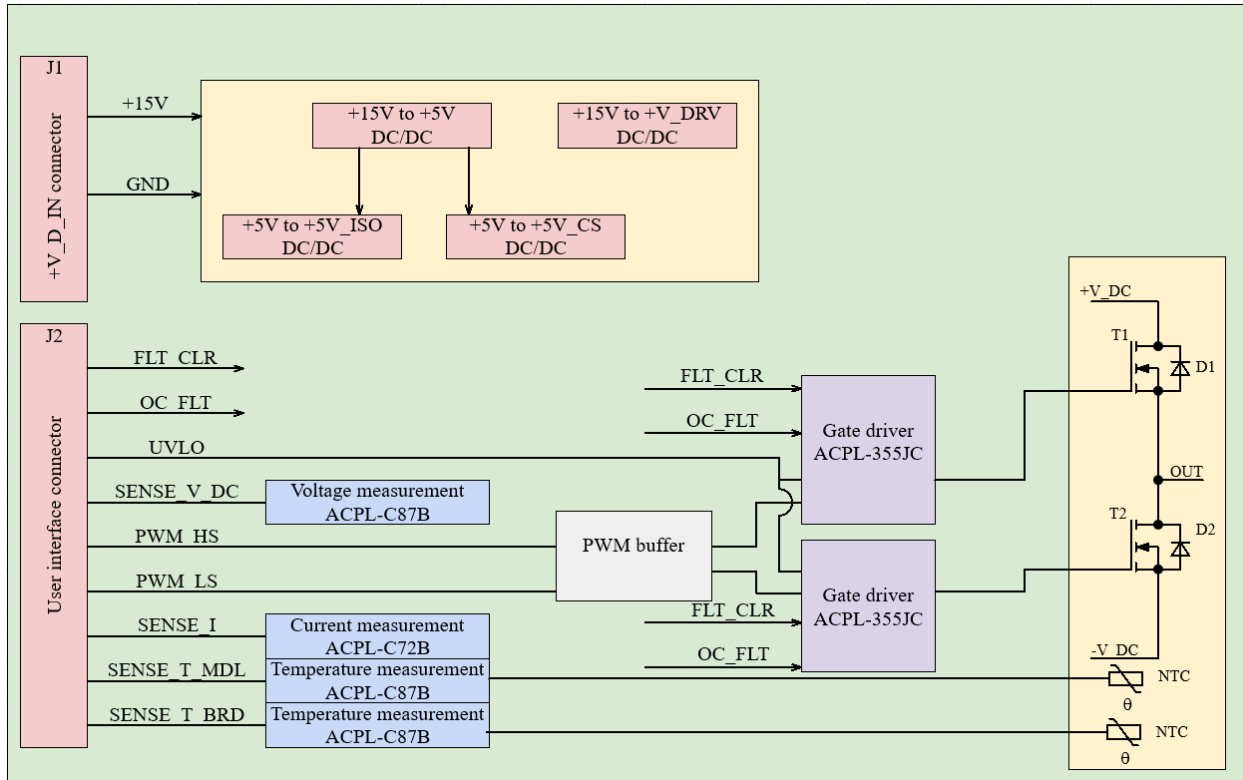 J1
+V_D_IN connector
+15V
GND
+15V to +5V
DC/DC
+15V to +V_DRV
DC/DC
+5V to +5V_ISO
DC/DC
+5V to +5V_CS
DC/DC
J2
User interface connector
FLT_CLR
OC_FLT
UVLO
SENSE_V_DC
PWM_HS
PWM_LS
SENSE_I
SENSE_T_MDL
SENSE_T_BRD
Voltage measurement
ACPL-C87B
Current measurement
ACPL-C72B
Temperature measurement
ACPL-C87B
Temperature measurement
ACPL-C87B
PWM buffer
FLT_CLR
OC_FLT
Gate driver
ACPL-355JC
Gate driver
ACPL-355JC
FLT_CLR
OC_FLT
+V_DC
T1
D1
OUT
T2
D2
-V_DC
NTC
θ
NTC
θ